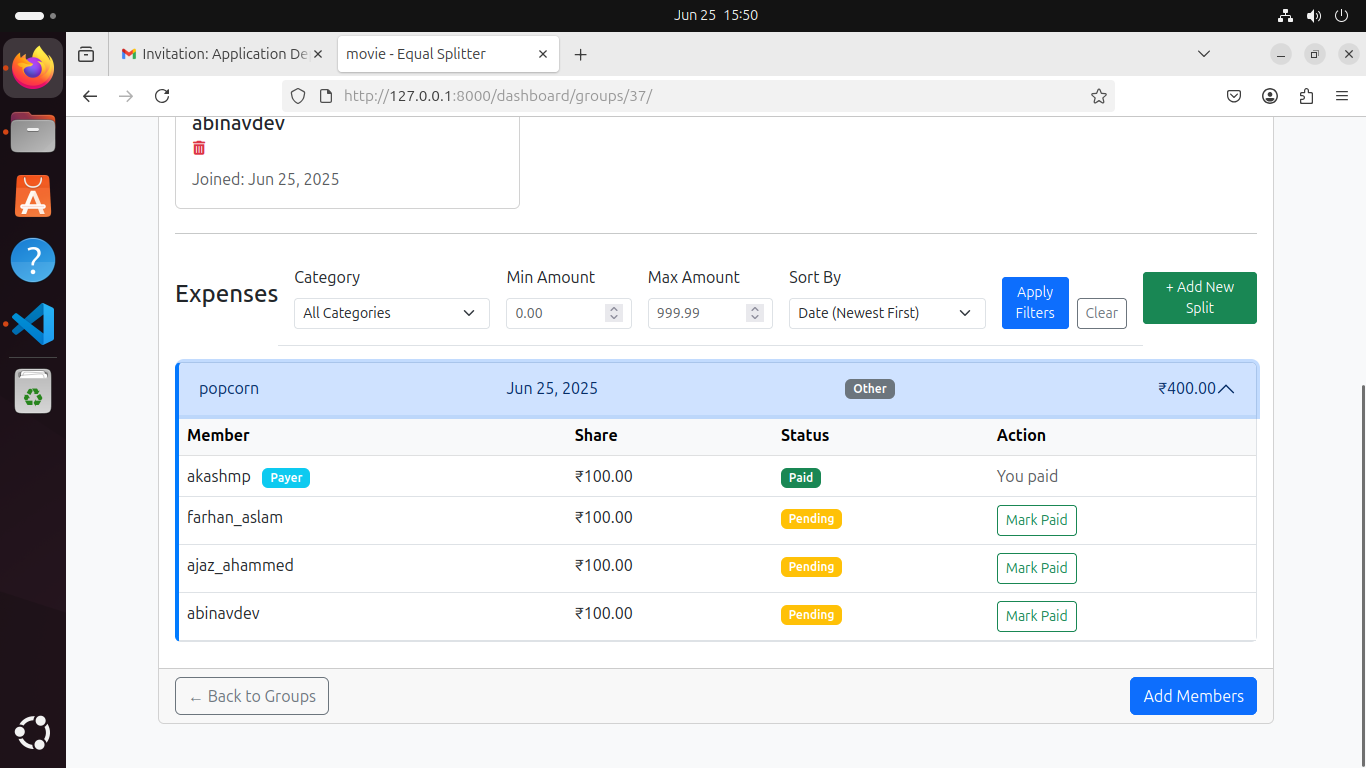 Jun 25 15:50
Invitation: Application De
movie - Equal Splitter
http://127.0.0.1:8000/dashboard/groups/37/
abinavdev
Joined: Jun 25, 2025
Expenses
Category
All Categories
Min Amount
0.00
Max Amount
999.99
Sort By
Date (Newest First)
Apply
Filters
Clear
+ Add New
Split
popcorn Jun 25, 2025 Other ₹400.00
Member Share Status Action
akashmp Payer ₹100.00 Paid You paid
farhan_aslam ₹100.00 Pending Mark Paid
ajaz_ahammed ₹100.00 Pending Mark Paid
abinavdev ₹100.00 Pending Mark Paid
← Back to Groups
Add Members